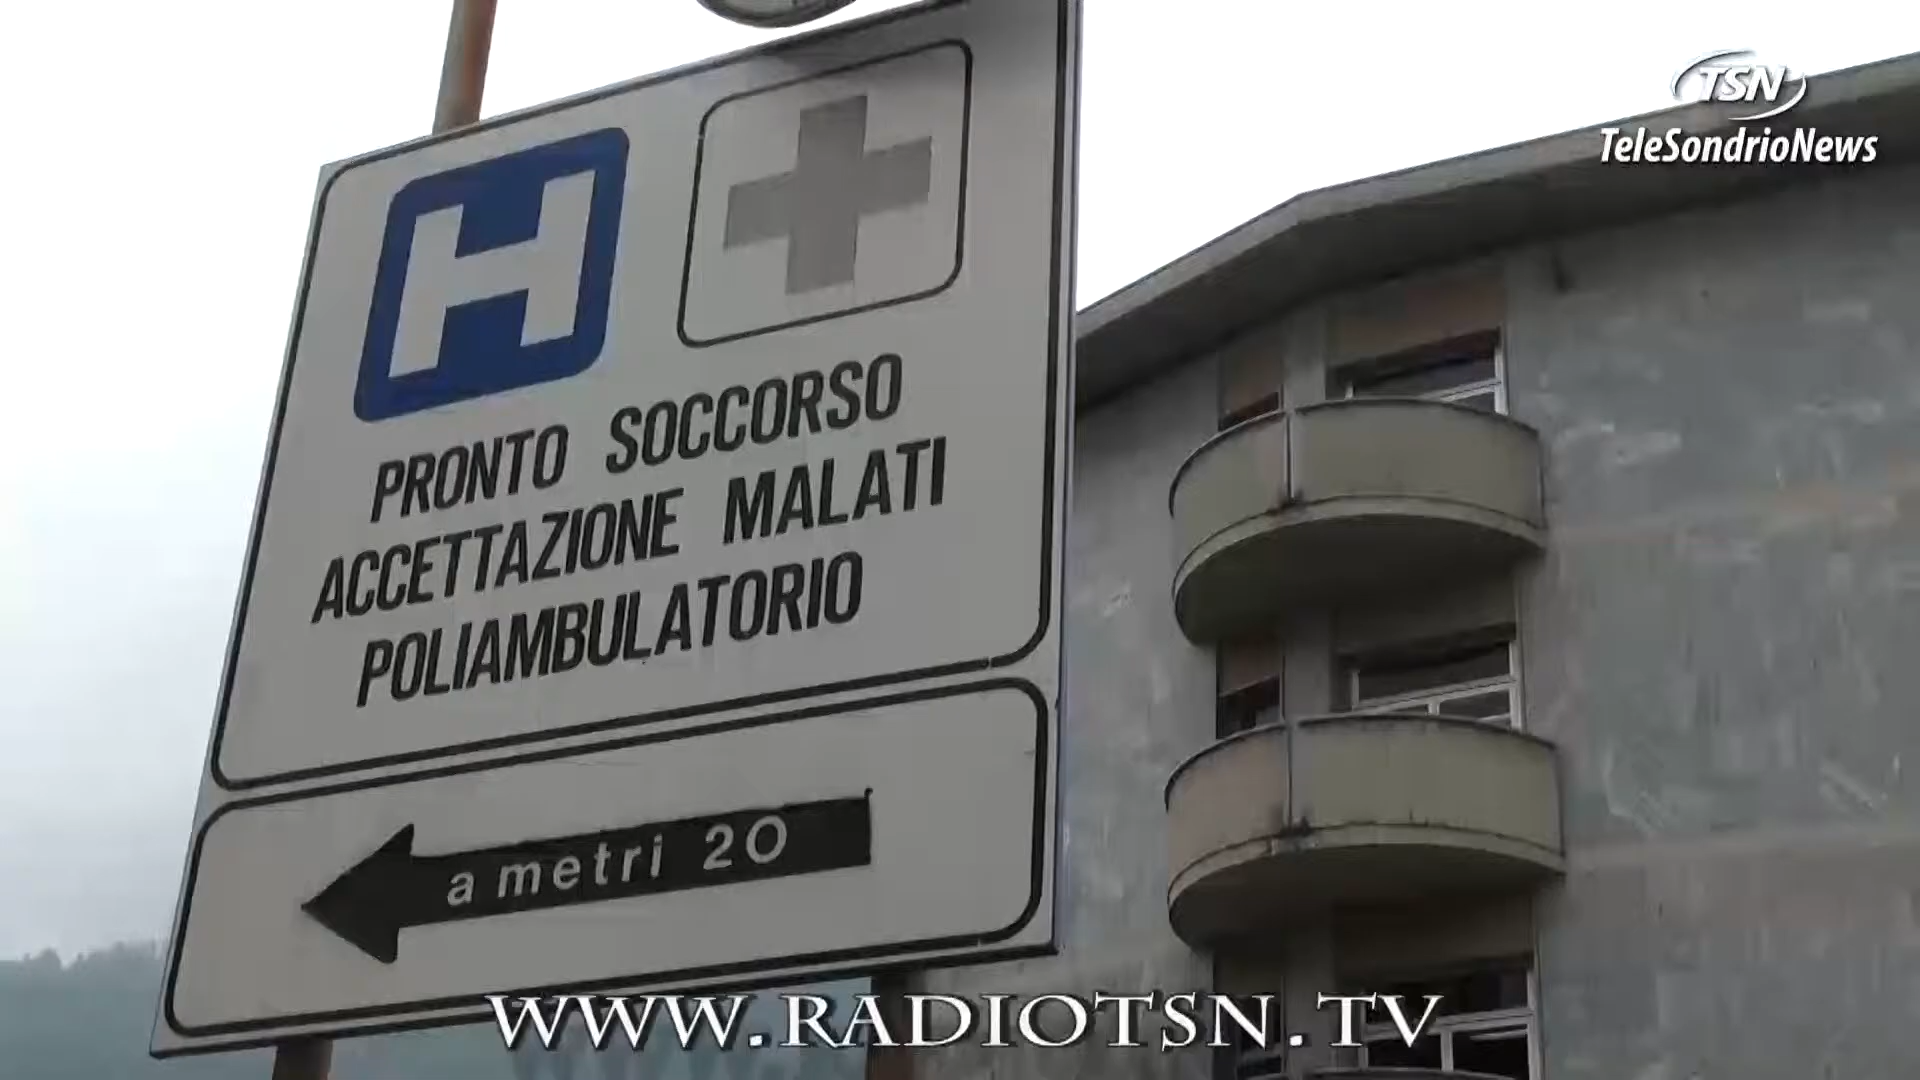 TSN
TeleSondrioNews
H
PRONTO SOCCORSO
ACCETTAZIONE MALATI
POLIAMBULATORIO
a metri 20
WWW.RADIOTSN.TV